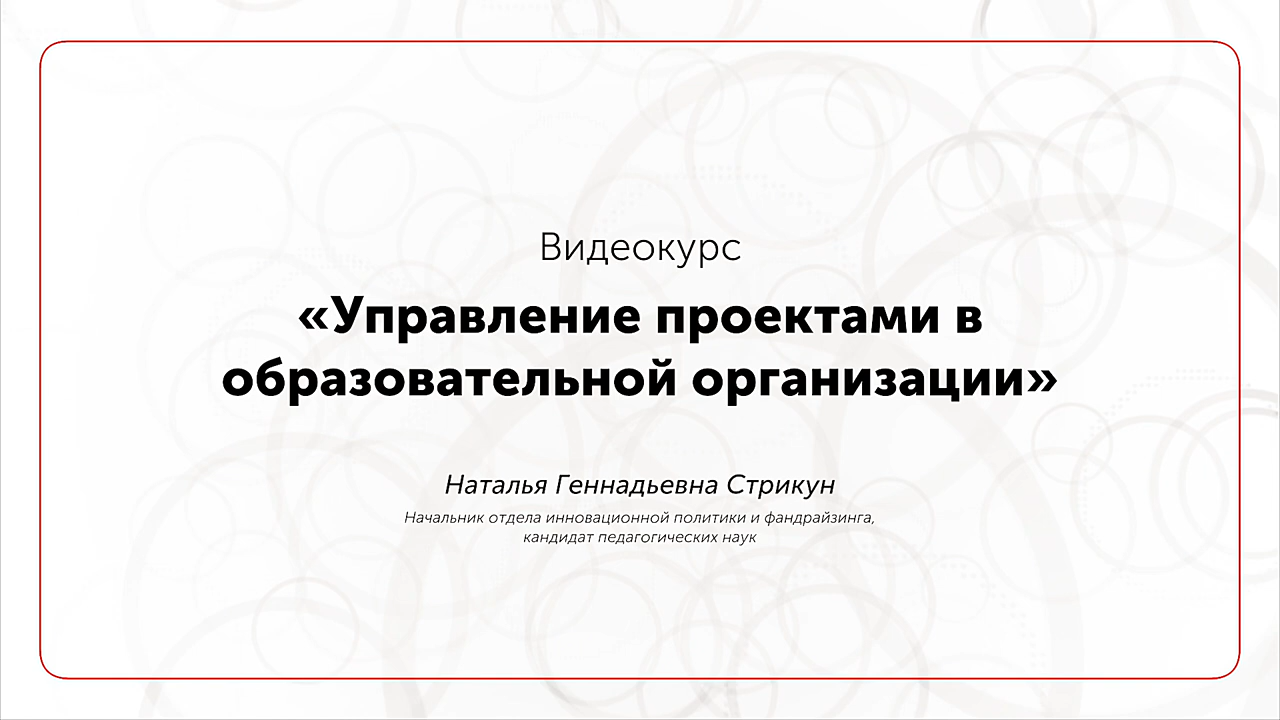 Видеокурс
«Управление проектами в
образовательной организации»
Наталья Геннадьевна Стрикун
Начальник отдела инновационной политики и фандрайзинга,
кандидат педагогических наук